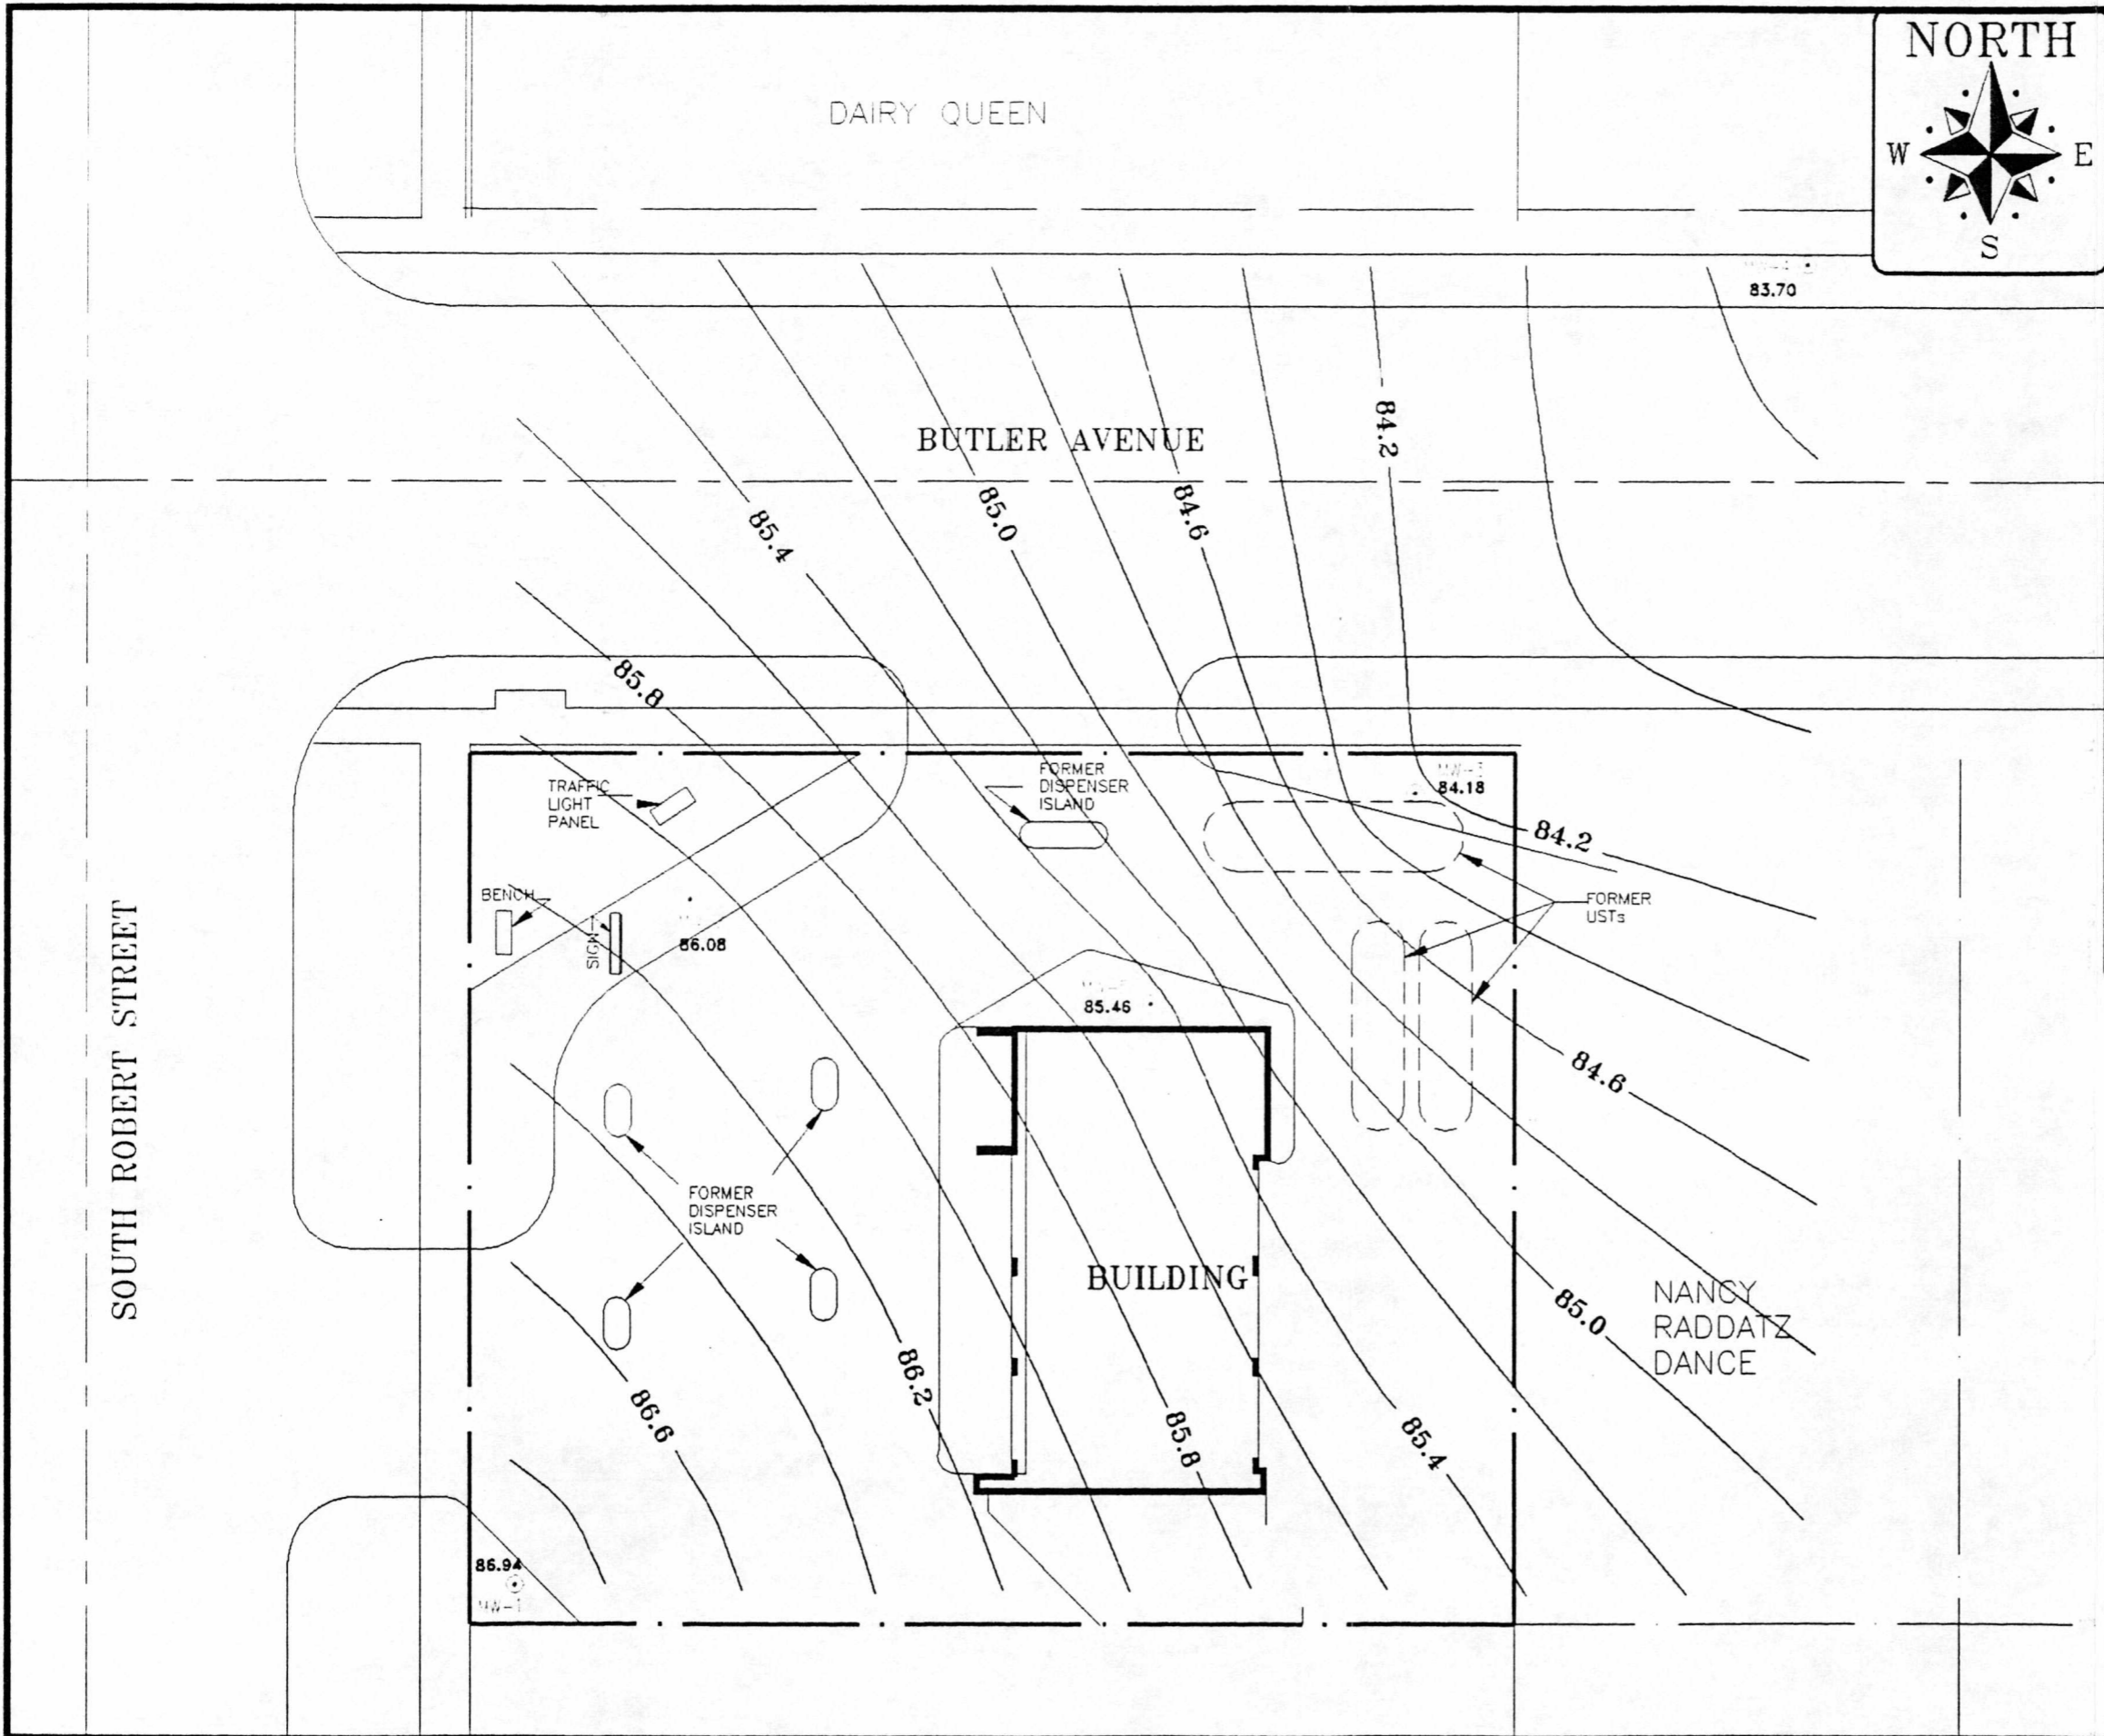 NORTH
W
E
S
DAIRY QUEEN
83.70
84.2
BUTLER AVENUE
85.0
84.6
85.4
85.8
TRAFFIC
LIGHT
PANEL
FORMER
DISPENSER
ISLAND
84.18
84.2
BENCH
SIGN
86.08
FORMER
USTs
85.46
84.6
SOUTH ROBERT STREET
FORMER
DISPENSER
ISLAND
BUILDING
NANCY
RADDATZ
DANCE
85.0
86.2
86.6
85.8
85.4
86.94
MW-1